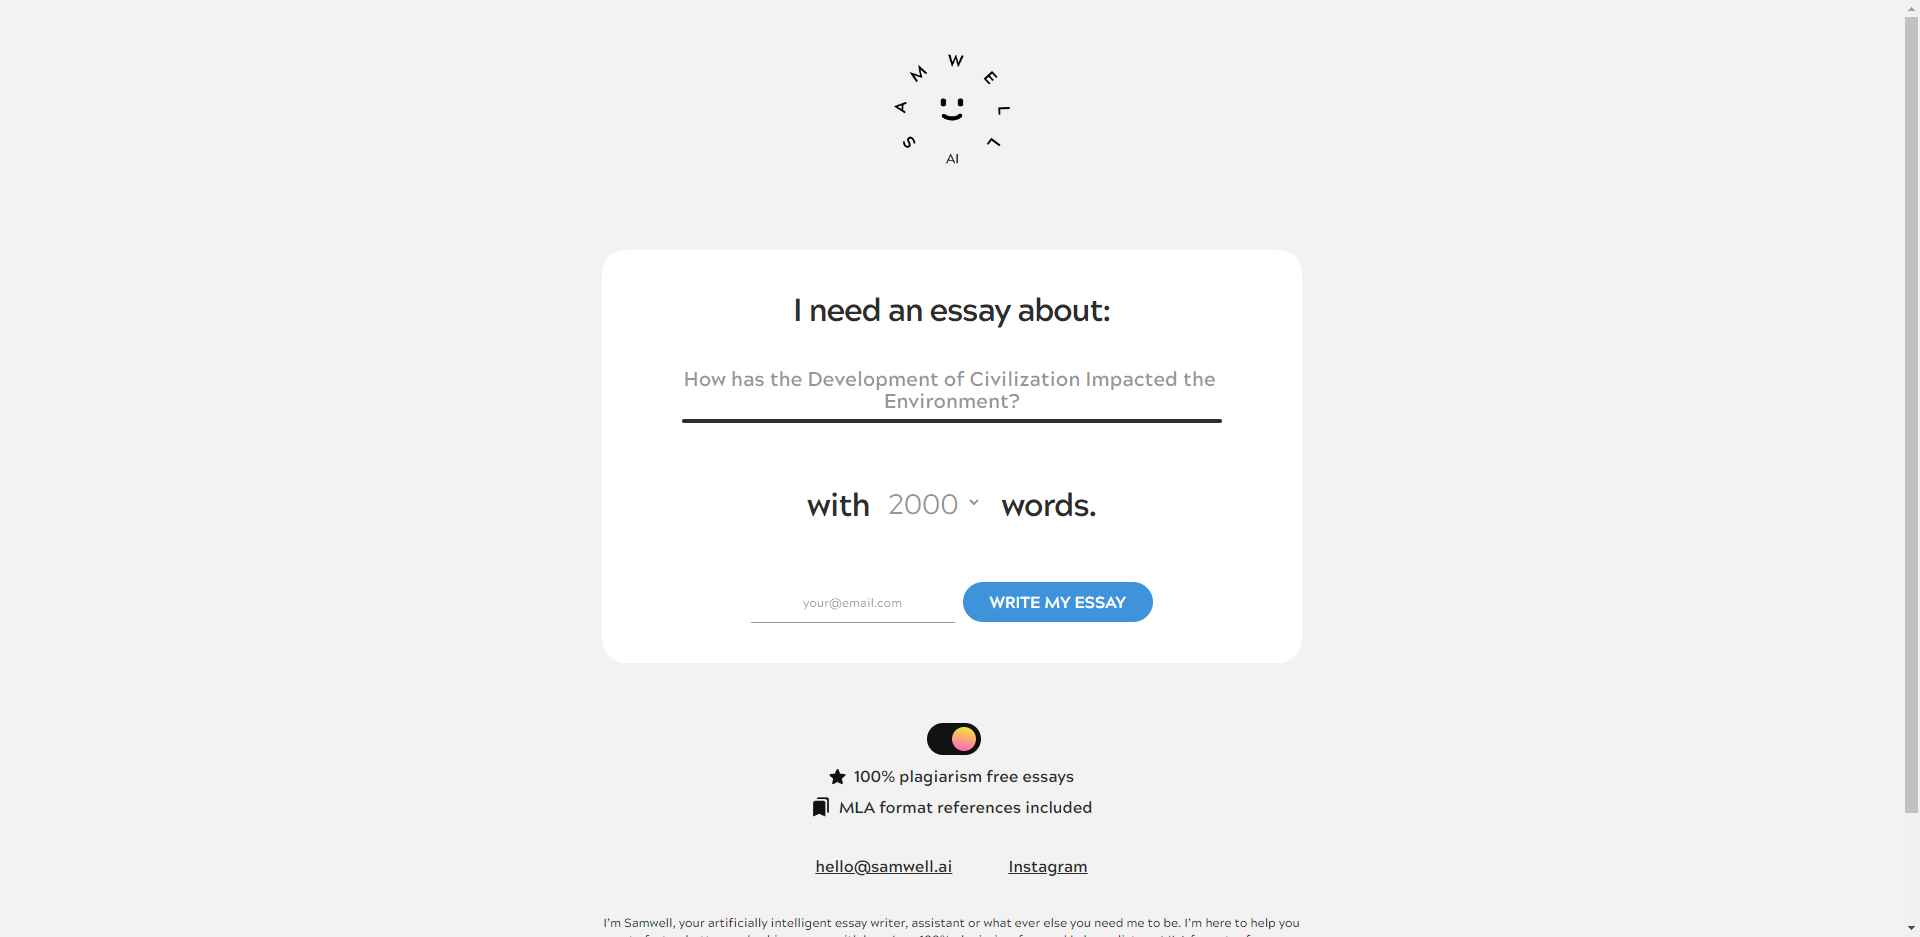 SAMWELL
AI
I need an essay about:
How has the Development of Civilization Impacted the
Environment?
with 2000 words.
your@email.com WRITE MY ESSAY
100% plagiarism free essays
MLA format references included
hello@samwell.ai Instagram
I'm Samwell, your artificially intelligent essay writer, assistant or what ever else you need me to be. I'm here to help you